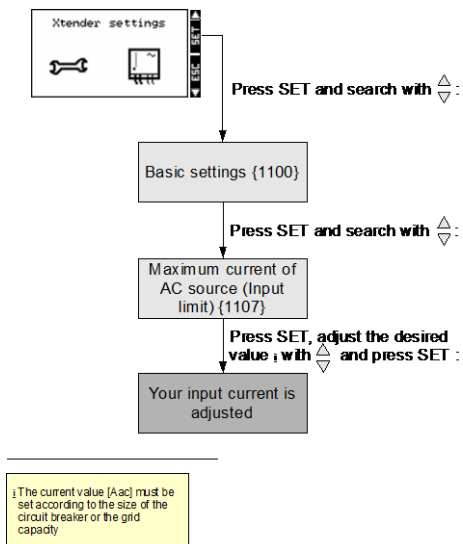 Xtender settings
SET
ESC
Press SET and search with :
Basic settings {1100}
Press SET and search with :
Maximum current of
AC source (Input
limit) {1107}
Press SET, adjust the desired
value i with and press SET :
Your input current is
adjusted
i The current value [Aac] must be
set according to the size of the
circuit breaker or the grid
capacity